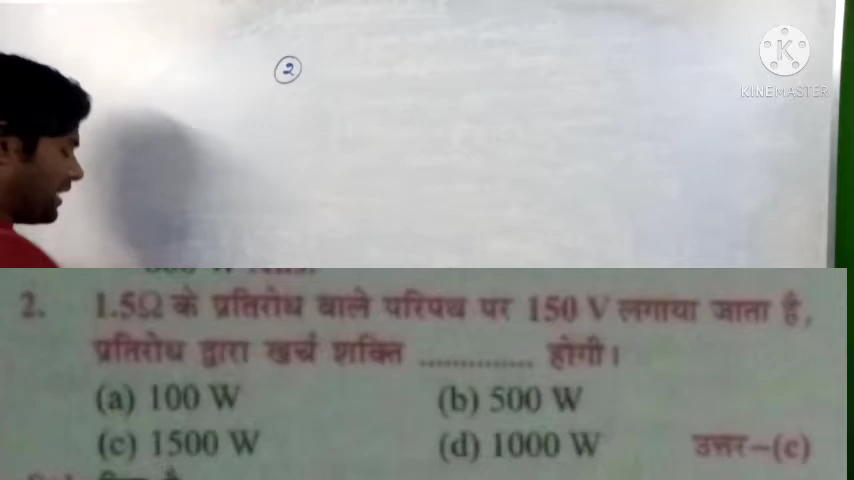 2
KINEMASTER
2. 1.5Ω के प्रतिरोध वाले परिपथ पर 150 V लगाया जाता है,
प्रतिरोध द्वारा खर्च शक्ति ............. होगी।
(a) 100 W (b) 500 W
(c) 1500 W (d) 1000 W उत्तर–(c)